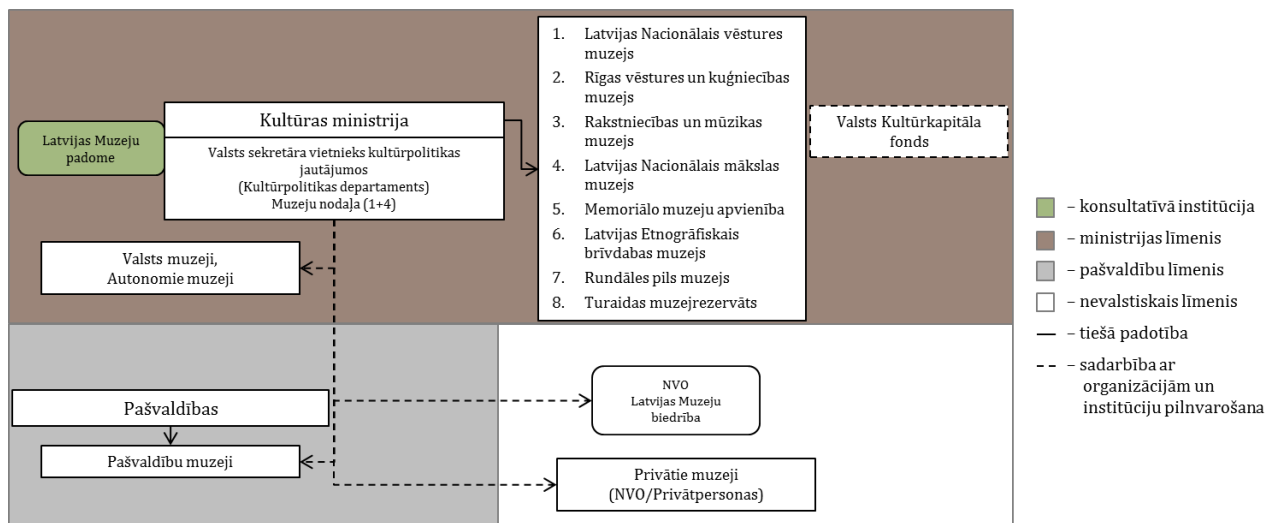 Latvijas Muzeju
padome
Kultūras ministrija
Valsts sekretāra vietnieks kultūrpolitikas
jautājumos
(Kultūrpolitikas departaments)
Muzeju nodaļa (1+4)
Valsts muzeji,
Autonomie muzeji
1. Latvijas Nacionālais vēstures
muzejs
2. Rīgas vēstures un kuģniecības
muzejs
3. Rakstniecības un mūzikas
muzejs
4. Latvijas Nacionālais mākslas
muzejs
5. Memoriālo muzeju apvienība
6. Latvijas Etnogrāfiskais
brīvdabas muzejs
7. Rundāles pils muzejs
8. Turaidas muzejrezervāts
Valsts Kultūrkapitāla
fonds
Pašvaldības
Pašvaldību muzeji
NVO
Latvijas Muzeju
biedrība
Privātie muzeji
(NVO/Privātpersonas)
– konsultatīvā institūcija
– ministrijas līmenis
– pašvaldību līmenis
– nevalstiskais līmenis
– tiešā padotība
– sadarbība ar
organizācijām un
institūciju pilnvarošana